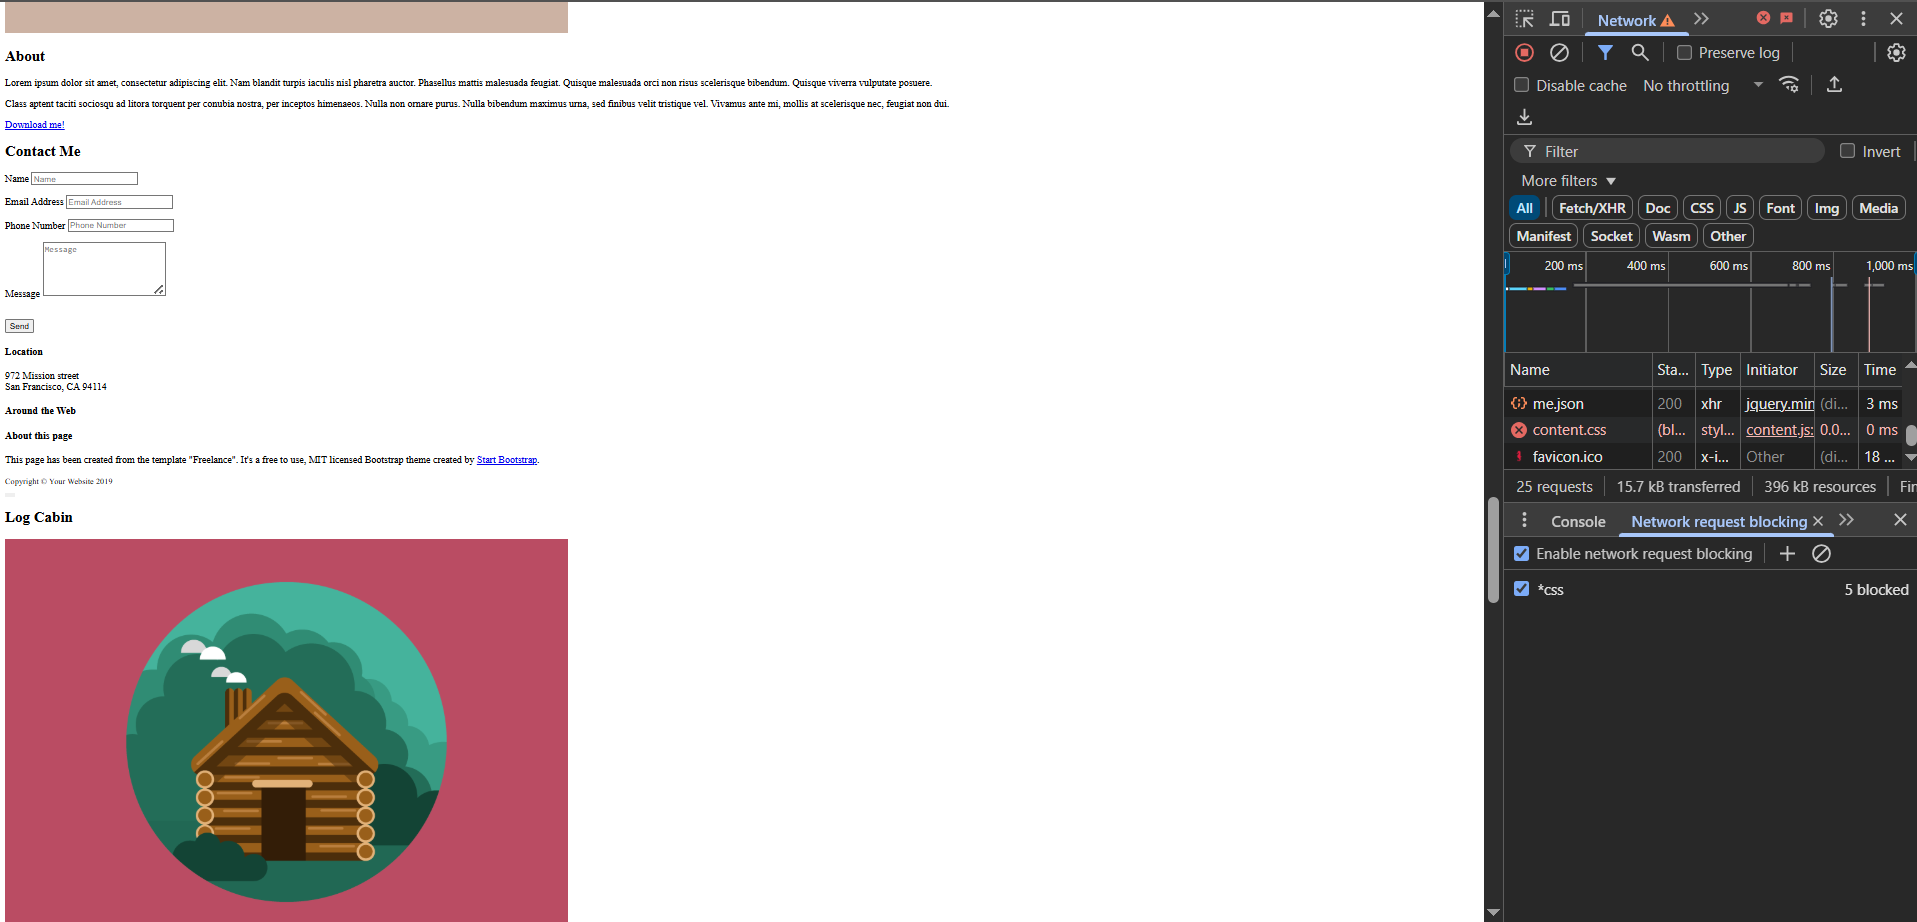 About
Lorem ipsum dolor sit amet, consectetur adipiscing elit. Nam blandit turpis iaculis nisl pharetra auctor. Phasellus mattis malesuada feugiat. Quisque malesuada orci non risus scelerisque bibendum. Quisque viverra vulputate posuere.
Class aptent taciti sociosqu ad litora torquent per conubia nostra, per inceptos himenaeos. Nulla non ornare purus. Nulla bibendum maximus urna, sed finibus velit tristique vel. Vivamus ante mi, mollis at scelerisque nec, feugiat non dui.
Download me!
Contact Me
Name Name
Email Address Email Address
Phone Number Phone Number
Message
Message
Send
Location
972 Mission street
San Francisco, CA 94114
Around the Web
About this page
This page has been created from the template "Freelance". It's a free to use, MIT licensed Bootstrap theme created by Start Bootstrap.
Copyright © Your Website 2019
Log Cabin
Network
Preserve log
Disable cache No throttling
Filter Invert
More filters
All Fetch/XHR Doc CSS JS Font Img Media
Manifest Socket Wasm Other
200 ms 400 ms 600 ms 800 ms 1,000 ms
Name Sta... Type Initiator Size Time
me.json 200 xhr jquery.min (di... 3 ms
content.css (bl... styl... content.js: 0.0... 0 ms
favicon.ico 200 x-i... Other (di... 18 ...
25 requests 15.7 kB transferred 396 kB resources Fin
Console Network request blocking
Enable network request blocking
*css 5 blocked